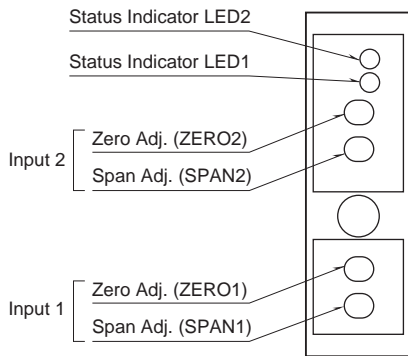 Status Indicator LED2
Status Indicator LED1
Zero Adj. (ZERO2)
Input 2
Span Adj. (SPAN2)
Zero Adj. (ZERO1)
Input 1
Span Adj. (SPAN1)